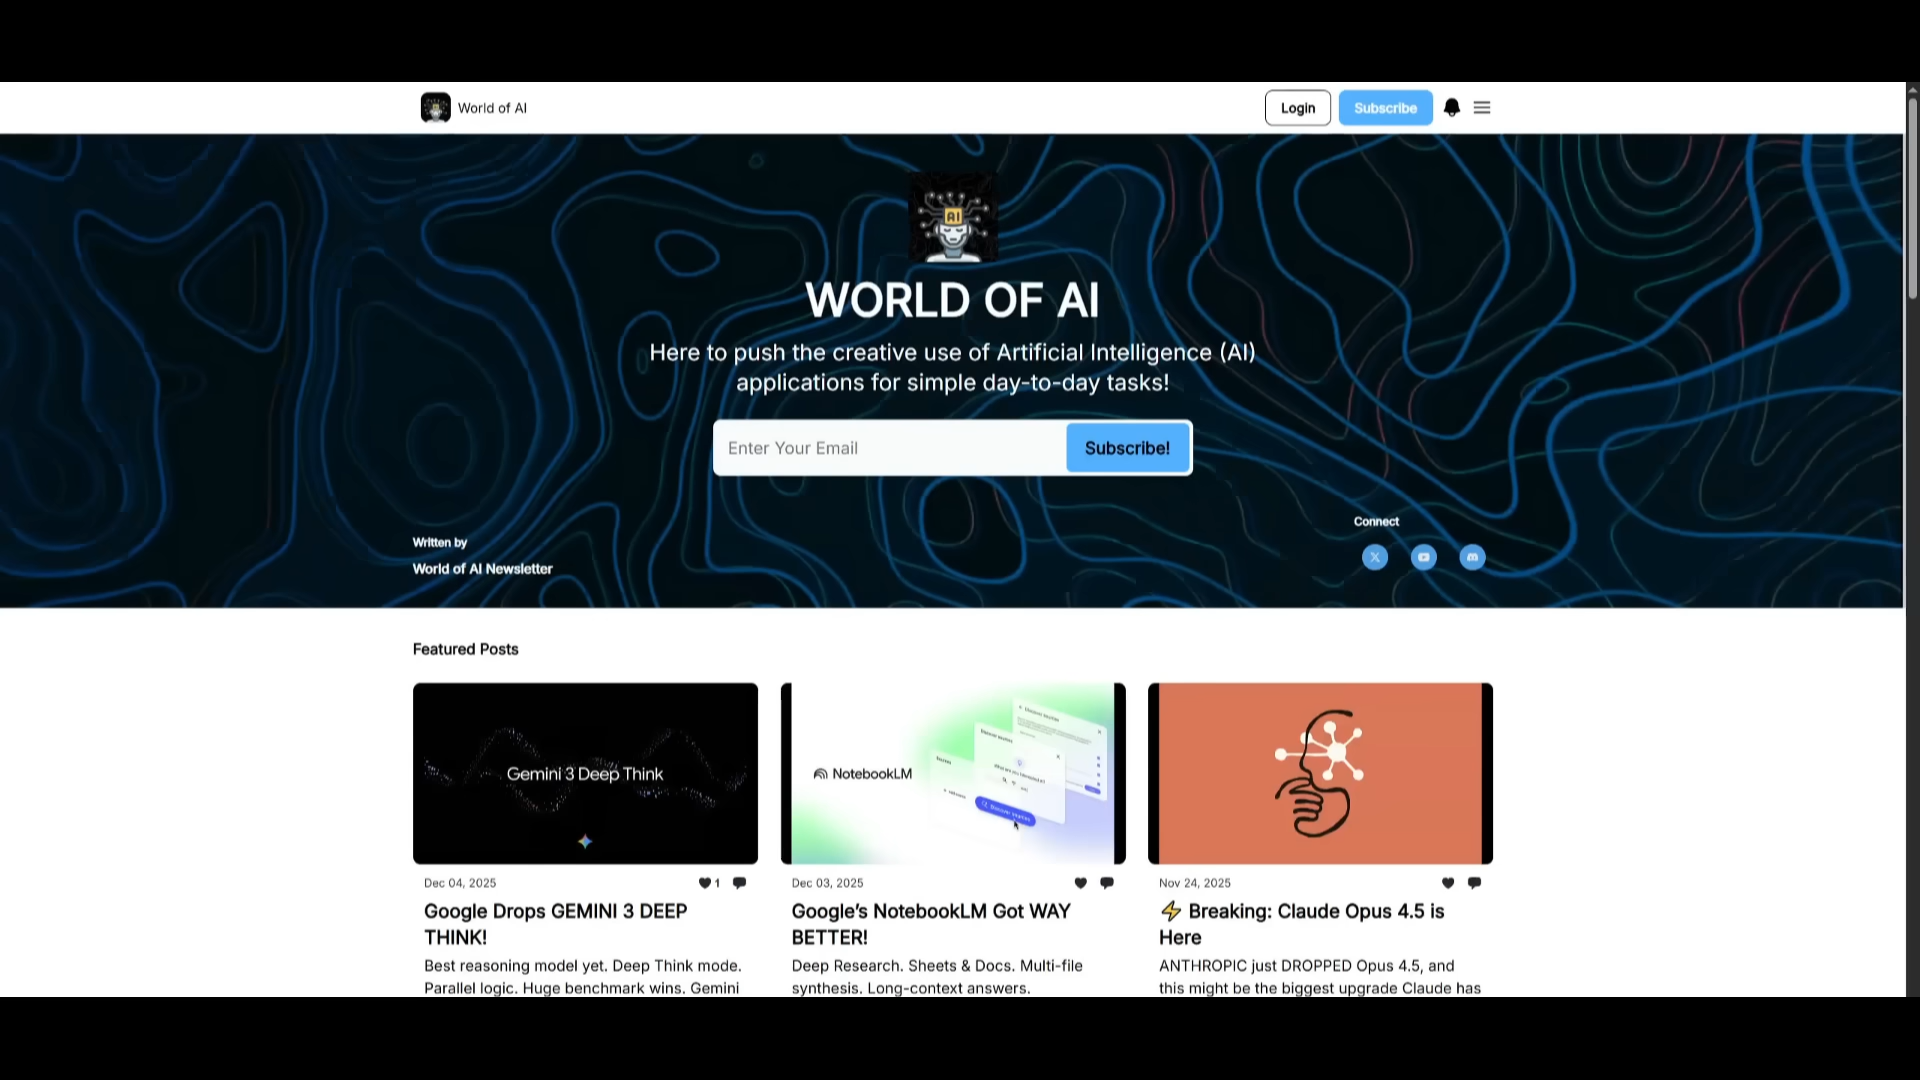 World of AI
Login
Subscribe
AI
WORLD OF AI
Here to push the creative use of Artificial Intelligence (AI)
applications for simple day-to-day tasks!
Enter Your Email
Subscribe!
Connect
Written by
World of AI Newsletter
Featured Posts
Gemini 3 Deep Think
NotebookLM
Dec 04, 2025
1
Google Drops GEMINI 3 DEEP
THINK!
Best reasoning model yet. Deep Think mode.
Parallel logic. Huge benchmark wins. Gemini
Dec 03, 2025
Google’s NotebookLM Got WAY
BETTER!
Deep Research. Sheets & Docs. Multi-file
synthesis. Long-context answers.
Nov 24, 2025
⚡ Breaking: Claude Opus 4.5 is
Here
ANTHROPIC just DROPPED Opus 4.5, and
this might be the biggest upgrade Claude has